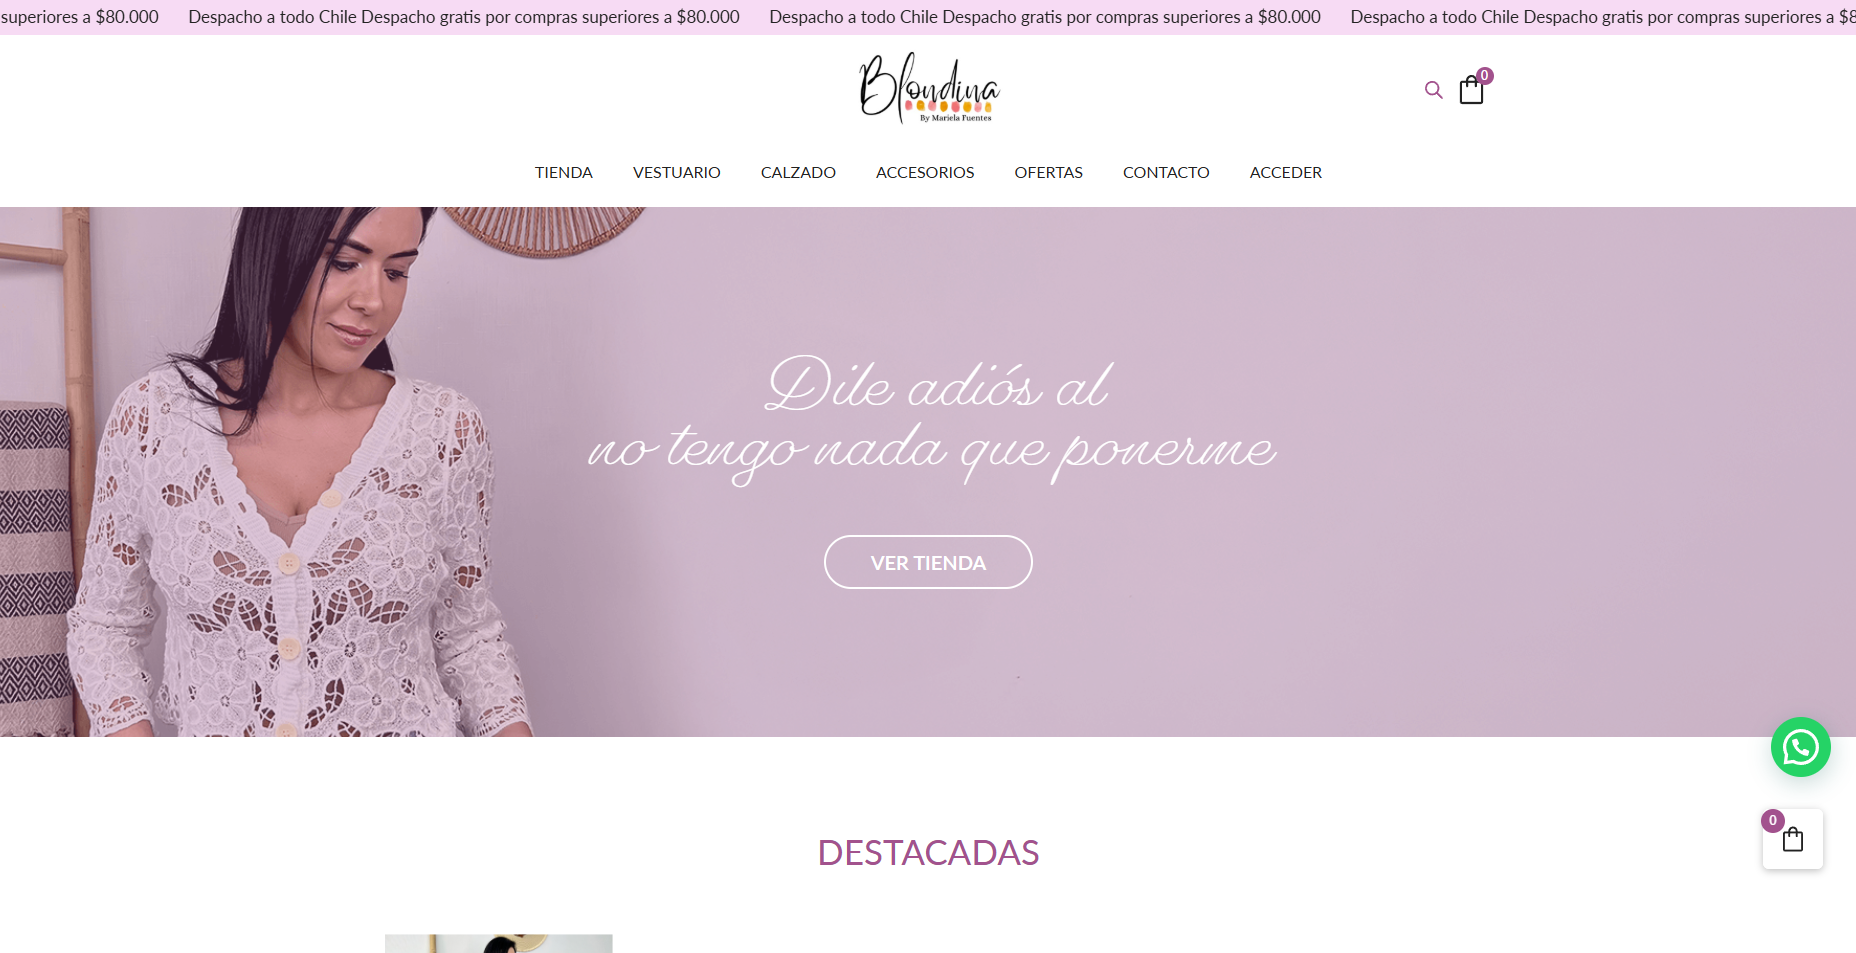 superiores a $80.000 Despacho a todo Chile Despacho gratis por compras superiores a $80.000 Despacho a todo Chile Despacho gratis por compras superiores a $80.000 Despacho a todo Chile Despacho gratis por compras superiores a $8
Blondina
By Mariela Fuentes
0
TIENDA VESTUARIO CALZADO ACCESORIOS OFERTAS CONTACTO ACCEDER
Dile adiós al
no tengo nada que ponerme
VER TIENDA
0
DESTACADAS